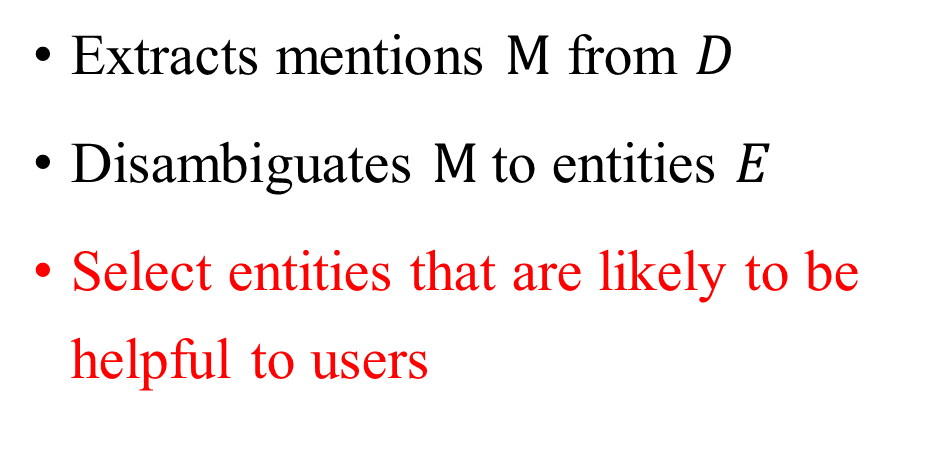 • Extracts mentions M from D
• Disambiguates M to entities E
• Select entities that are likely to be
helpful to users